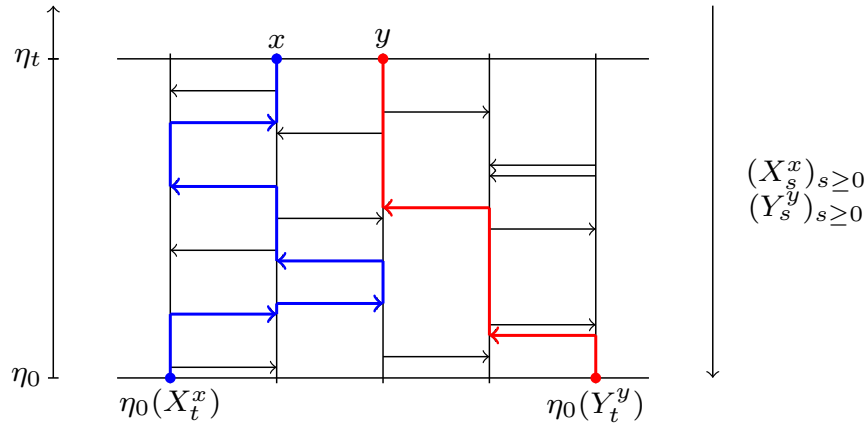 x y
η_t
(X_s^x)_{s≥0}
(Y_s^y)_{s≥0}
η_0
η_0(X_t^x) η_0(Y_t^y)